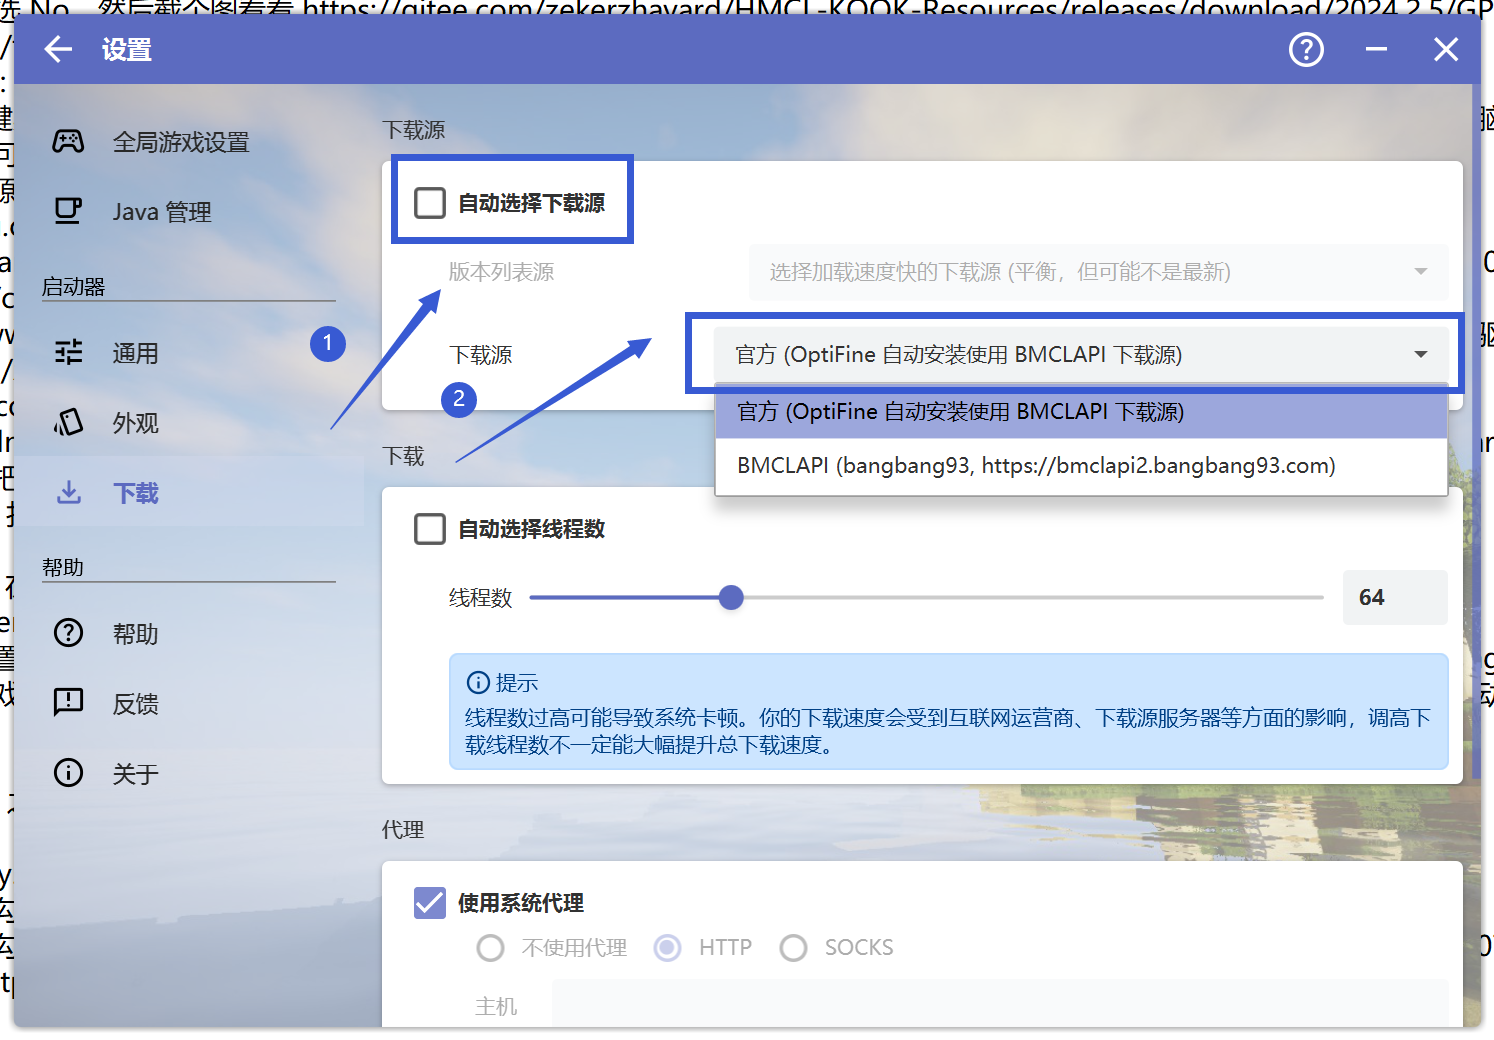 选 No，然后截个图看看 https://gitee.com/zekerzhayard/HMCL-KOOK-Resources/releases/download/2024.2.5/GP
设置
全局游戏设置
Java 管理
启动器
通用
外观
下载
帮助
帮助
反馈
关于
下载源
自动选择下载源
版本列表源
选择加载速度快的下载源 (平衡，但可能不是最新)
1
下载源
官方 (OptiFine 自动安装使用 BMCLAPI 下载源)
2
官方 (OptiFine 自动安装使用 BMCLAPI 下载源)
BMCLAPI (bangbang93, https://bmclapi2.bangbang93.com)
下载
自动选择线程数
线程数
64
提示
线程数过高可能导致系统卡顿。你的下载速度会受到互联网运营商、下载源服务器等方面的影响，调高下
载线程数不一定能大幅提升总下载速度。
代理
使用系统代理
不使用代理
HTTP
SOCKS
主机